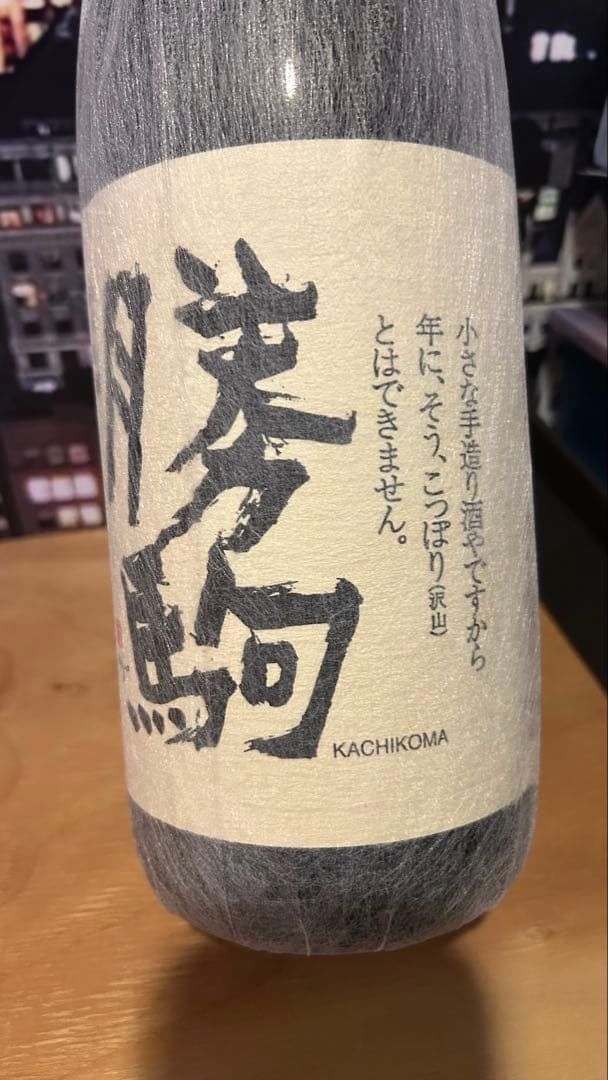 勝駒
小さな手造り酒やですから
年に、そう、こつぽり(沢山)
とはできません。
KACHIKOMA